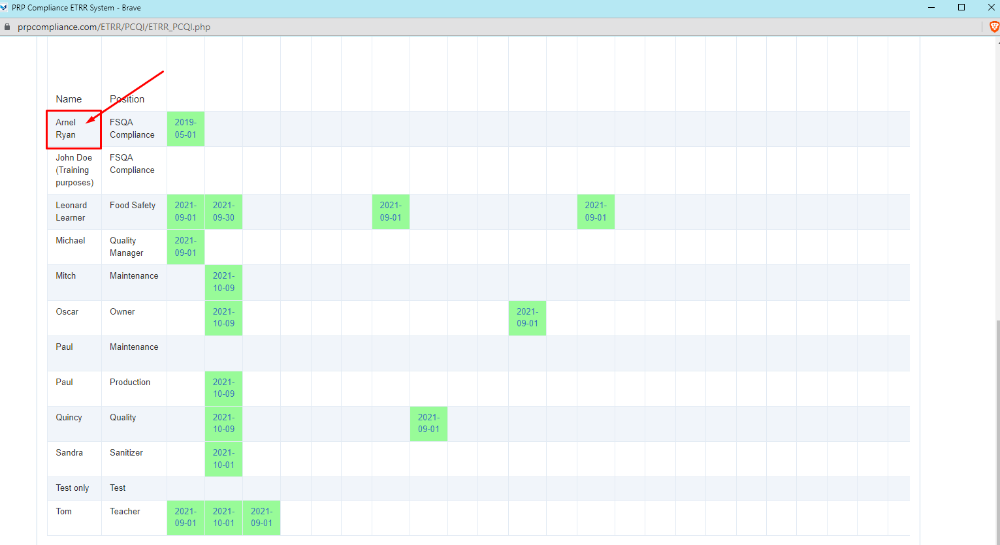 PRP Compliance ETRR System - Brave
prpcompliance.com/ETRR/PCQI/ETRR_PCQI.php
Name Position
Arnel FSQA 2019-
Ryan Compliance 05-01
John Doe FSQA
(Training Compliance
purposes)
Leonard Food Safety 2021- 2021- 2021- 2021-
Learner 09-01 09-30 09-01 09-01
Michael Quality 2021-
Manager 09-01
Mitch Maintenance 2021-
10-09
Oscar Owner 2021- 2021-
10-09 09-01
Paul Maintenance
Paul Production 2021-
10-09
Quincy Quality 2021- 2021-
10-09 09-01
Sandra Sanitizer 2021-
10-01
Test only Test
Tom Teacher 2021- 2021- 2021-
09-01 10-01 09-01